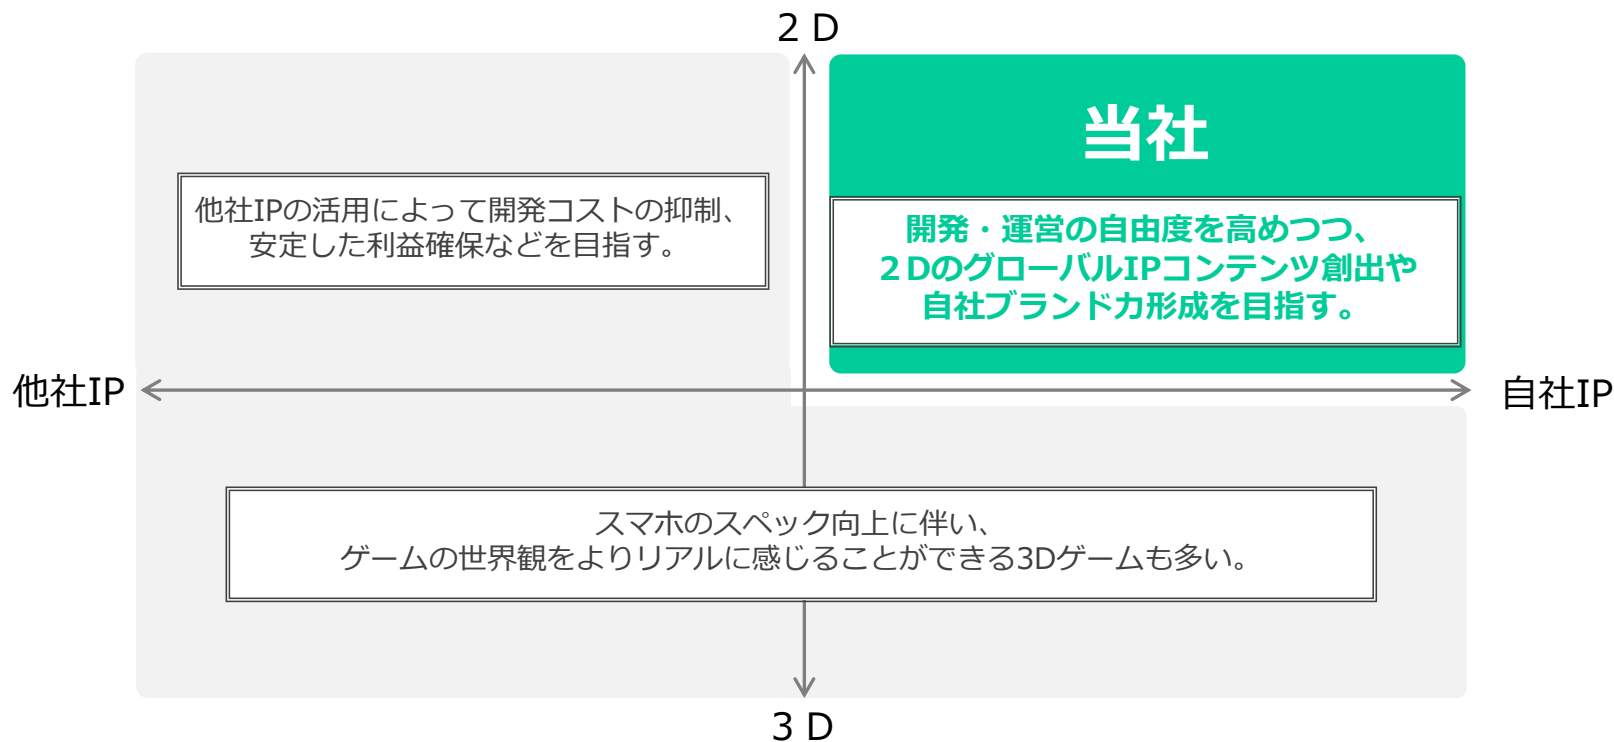 ２D
当社
他社IPの活用によって開発コストの抑制、
安定した利益確保などを目指す。
開発・運営の自由度を高めつつ、
２DのグローバルIPコンテンツ創出や
自社ブランド力形成を目指す。
他社IP
自社IP
スマホのスペック向上に伴い、
ゲームの世界観をよりリアルに感じることができる3Dゲームも多い。
３D